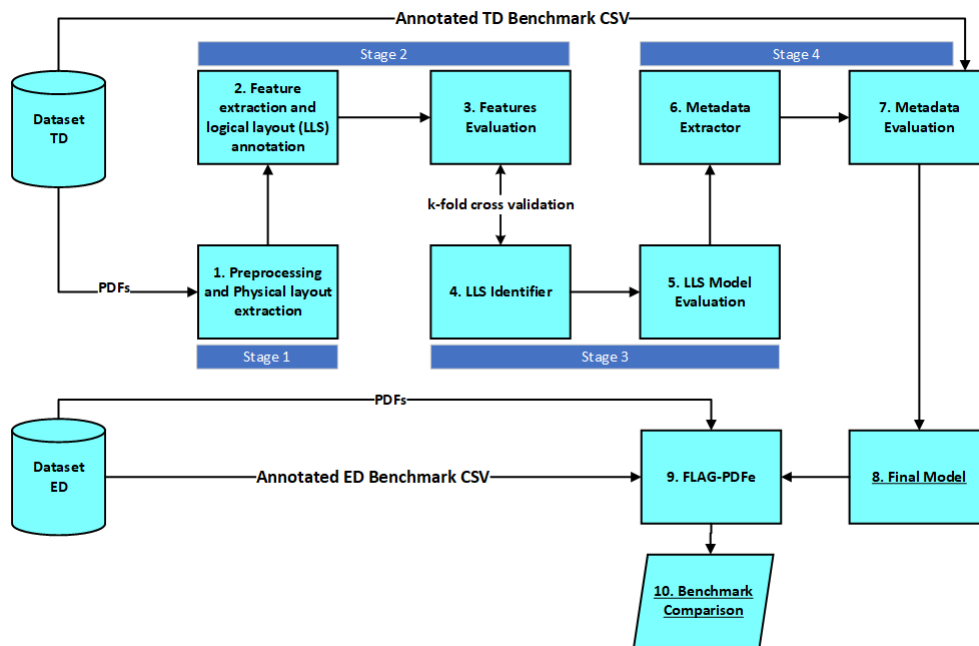 Annotated TD Benchmark CSV
Stage 2
Stage 4
Dataset
TD
2. Feature
extraction and
logical layout (LLS)
annotation
3. Features
Evaluation
6. Metadata
Extractor
7. Metadata
Evaluation
k-fold cross validation
PDFs
1. Preprocessing
and Physical layout
extraction
4. LLS Identifier
5. LLS Model
Evaluation
Stage 1
Stage 3
PDFs
Dataset
ED
Annotated ED Benchmark CSV
9. FLAG-PDFe
8. Final Model
10. Benchmark
Comparison